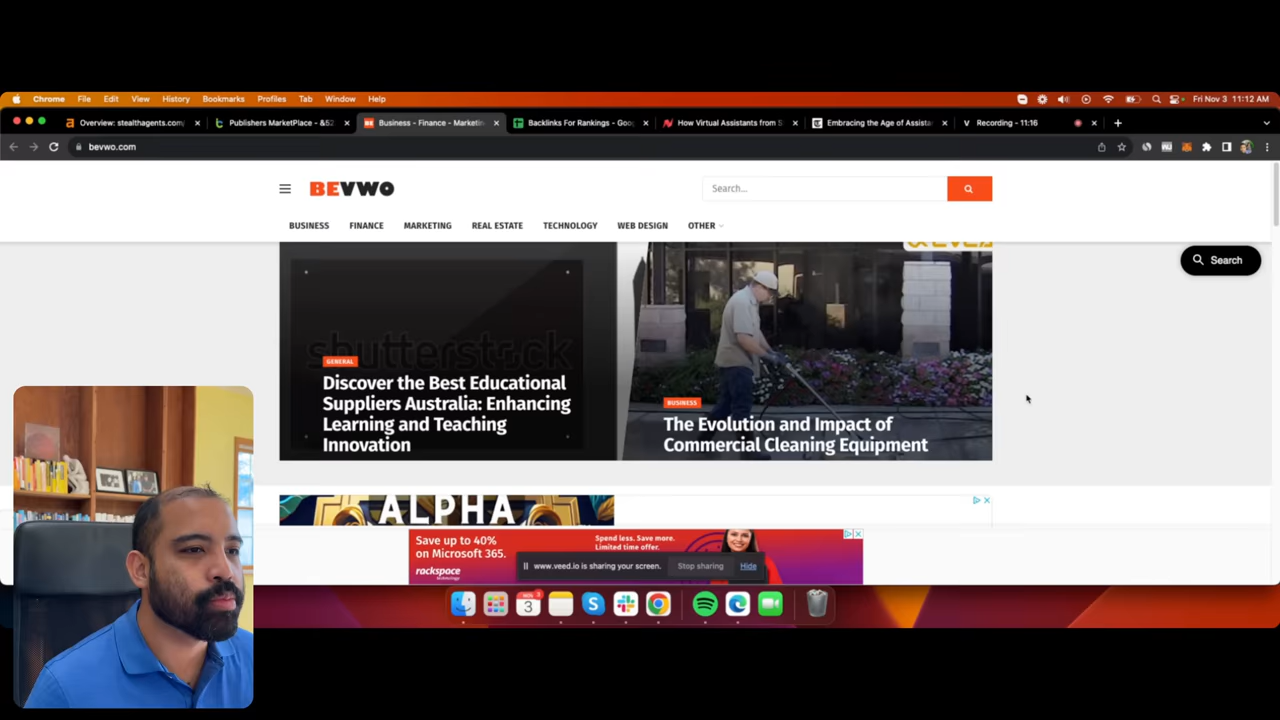 Chrome File Edit View History Bookmarks Profiles Tab Window Help Fri Nov 3 11:12 AM
Overview: stealthagents.com/ Publishers MarketPlace - &52 Business - Finance - Marketin Backlinks For Rankings - Goo How Virtual Assistants from S Embracing the Age of Assista Recording - 11:16
bevwo.com
BEVWO
Search...
BUSINESS FINANCE MARKETING REAL ESTATE TECHNOLOGY WEB DESIGN OTHER
Search
shutterstock
GENERAL
Discover the Best Educational
Suppliers Australia: Enhancing
Learning and Teaching
Innovation
BUSINESS
The Evolution and Impact of
Commercial Cleaning Equipment
ALPHA
Save up to 40%
on Microsoft 365.
rackspace
technology
Spend less. Save more.
Limited time offer.
www.veed.io is sharing your screen. Stop sharing Hide
NOV
3